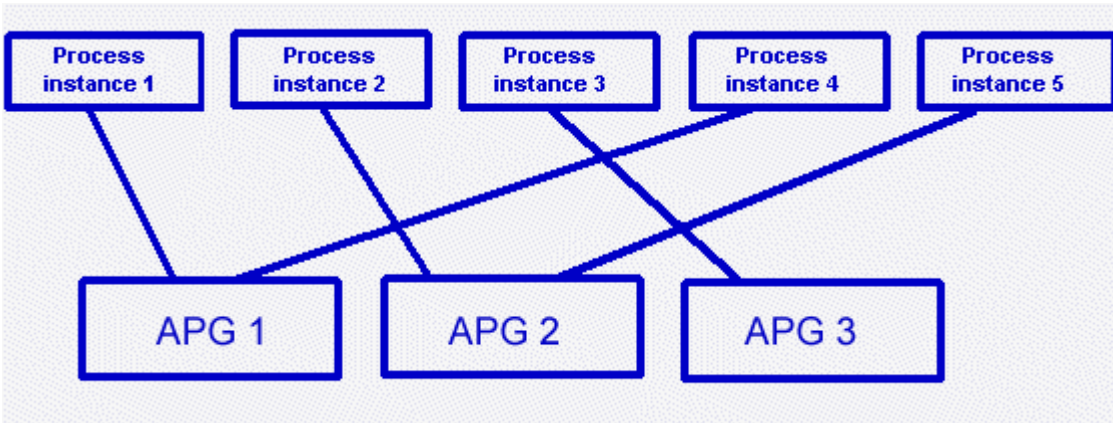 Process
instance 1
Process
instance 2
Process
instance 3
Process
instance 4
Process
instance 5
APG 1
APG 2
APG 3